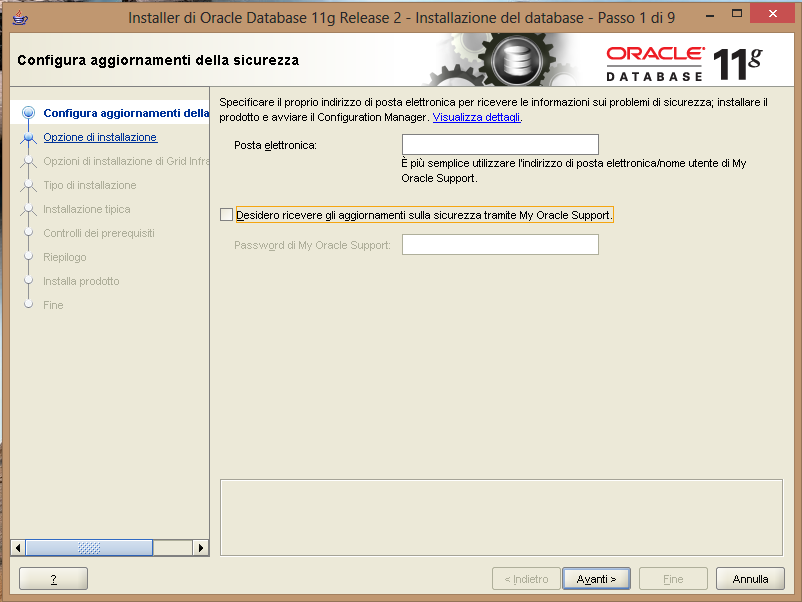 Installer di Oracle Database 11g Release 2 - Installazione del database - Passo 1 di 9
Configura aggiornamenti della sicurezza
ORACLE
DATABASE
11g
Configura aggiornamenti della
Opzione di installazione
Opzioni di installazione di Grid Infra
Tipo di installazione
Installazione tipica
Controlli dei prerequisiti
Riepilogo
Installa prodotto
Fine
Specificare il proprio indirizzo di posta elettronica per ricevere le informazioni sui problemi di sicurezza; installare il
prodotto e avviare il Configuration Manager. Visualizza dettagli.
Posta elettronica:
È più semplice utilizzare l'indirizzo di posta elettronica/nome utente di My
Oracle Support.
Desidero ricevere gli aggiornamenti sulla sicurezza tramite My Oracle Support.
Password di My Oracle Support:
?
< Indietro
Avanti >
Fine
Annulla